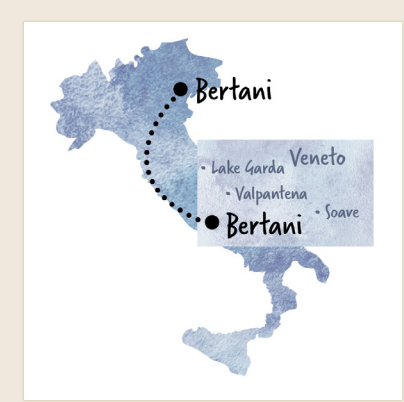 Bertani
Veneto
• Lake Garda
• Valpantena
• Soave
Bertani